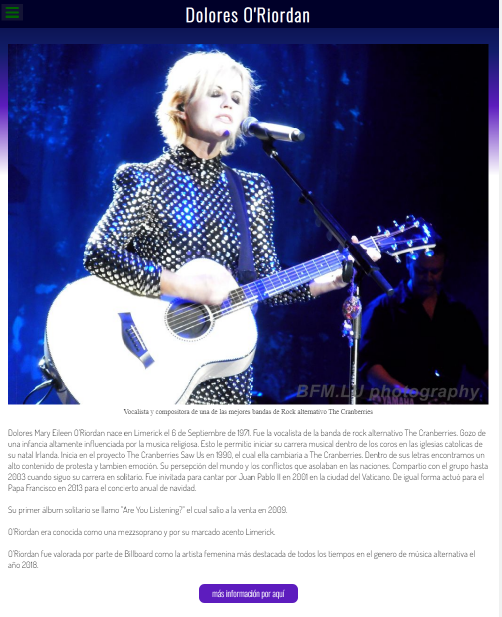 Dolores O'Riordan
BFM.LU photography
YAMAHA
Vocalista y compositora de una de las mejores bandas de Rock alternativo The Cranberries
Dolores Mary Eileen O'Riordan nace en Limerick el 6 de Septiembre de 1971. Fue la vocalista de la banda de rock alternativo The Cranberries. Gozo de
una infancia altamente influenciada por la musica religiosa. Esto le permitio iniciar su carrera musical dentro de los coros en las iglesias catolicas de
su natal Irlanda. Inicia en el proyecto The Cranberries Saw Us en 1990, el cual ella cambiaria a The Cranberries. Dentro de sus letras encontramos un
alto contenido de protesta y tambien emoción. Su persepción del mundo y los conflictos que asolaban en las naciones. Compartio con el grupo hasta
2003 cuando siguo su carrera en solitario. Fue invitada para cantar por Juan Pablo II en 2001 en la ciudad del Vaticano. De igual forma actuó para el
Papa Francisco en 2013 para el concierto anual de navidad.
Su primer álbum solitario se llamo "Are You Listening?" el cual salio a la venta en 2009.
O'Riordan era conocida como una mezzsoprano y por su marcado acento Limerick.
O'Riordan fue valorada por parte de Billboard como la artista femenina más destacada de todos los tiempos en el genero de música alternativa el
año 2018.
más información por aquí